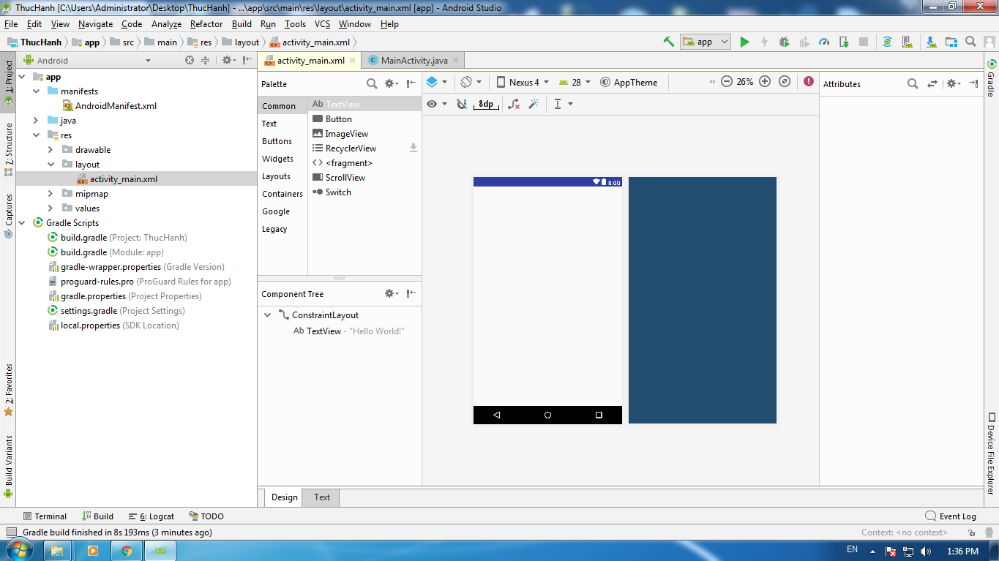 ThucHanh [C:\Users\Administrator\Desktop\ThucHanh] - ...\app\src\main\res\layout\activity_main.xml [app] - Android Studio
File Edit View Navigate Code Analyze Refactor Build Run Tools VCS Window Help
ThucHanh app src main res layout activity_main.xml
app
1: Project
7: Structure
Captures
2: Favorites
Build Variants
Android
app
manifests
AndroidManifest.xml
java
res
drawable
layout
activity_main.xml
mipmap
values
Gradle Scripts
build.gradle (Project: ThucHanh)
build.gradle (Module: app)
gradle-wrapper.properties (Gradle Version)
proguard-rules.pro (ProGuard Rules for app)
gradle.properties (Project Properties)
settings.gradle (Project Settings)
local.properties (SDK Location)
activity_main.xml MainActivity.java
Palette
Common
Text
Buttons
Widgets
Layouts
Containers
Google
Legacy
Ab TextView
Button
ImageView
RecyclerView
<fragment>
ScrollView
Switch
Component Tree
ConstraintLayout
Ab TextView - "Hello World!"
Nexus 4 28 AppTheme 26%
8dp
8:00
Attributes
Gradle
Device File Explorer
Design Text
Terminal Build 6: Logcat TODO Event Log
Gradle build finished in 8s 193ms (3 minutes ago) Context: <no context>
EN 1:36 PM